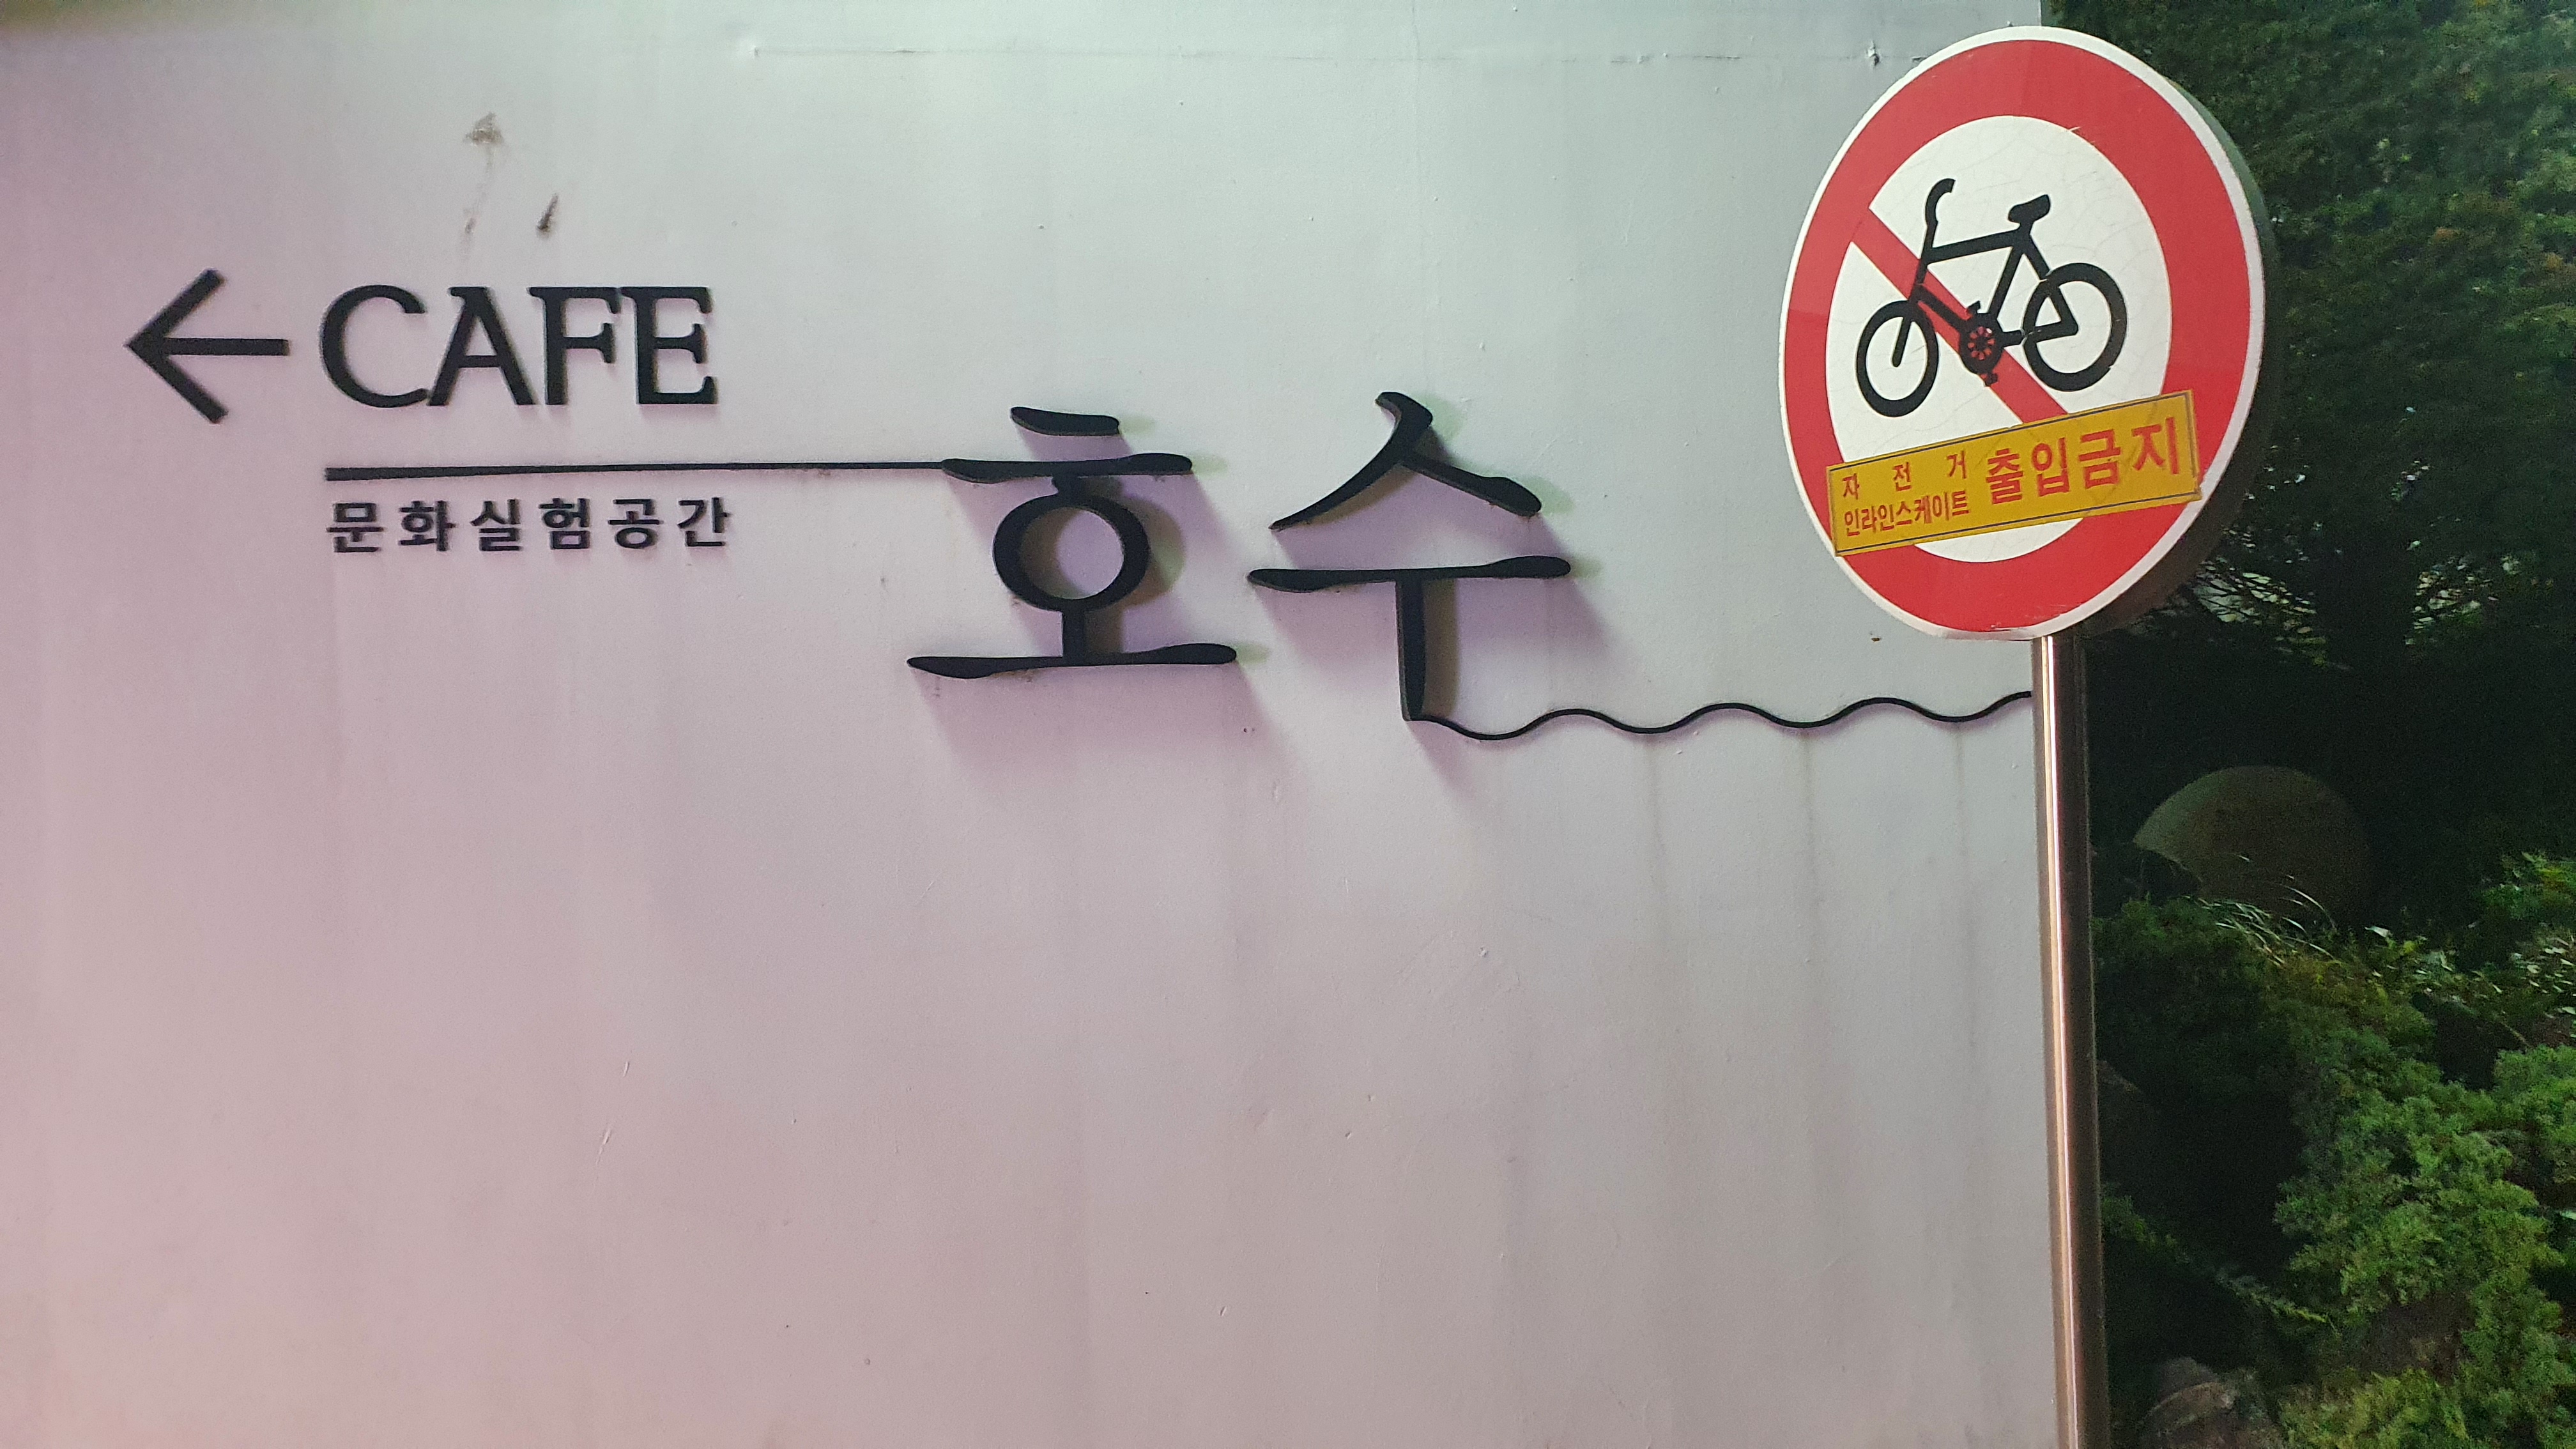 ← CAFE
호수
문화실험공간
자전거
인라인스케이트
출입금지